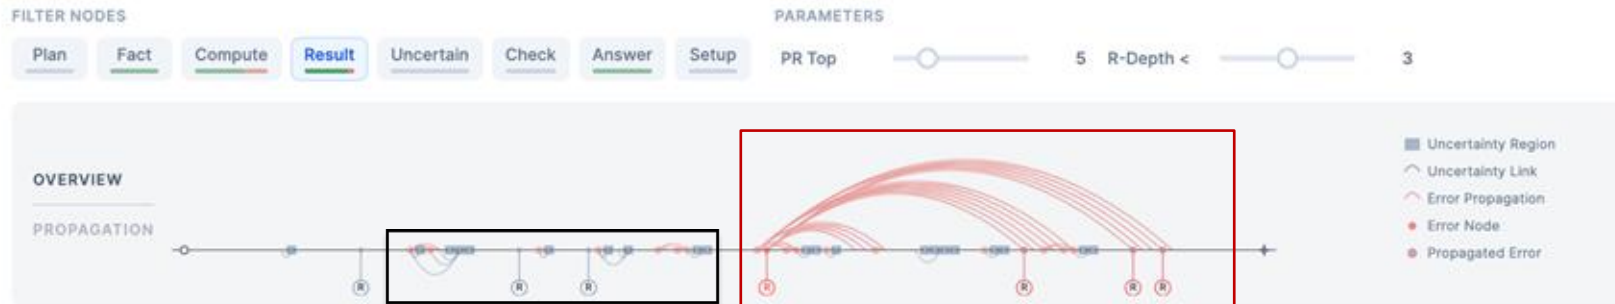 FILTER NODES
PARAMETERS
Plan Fact Compute Result Uncertain Check Answer Setup PR Top 5 R-Depth < 3
OVERVIEW
PROPAGATION
Uncertainty Region
Uncertainty Link
Error Propagation
Error Node
Propagated Error
R R R R R R R